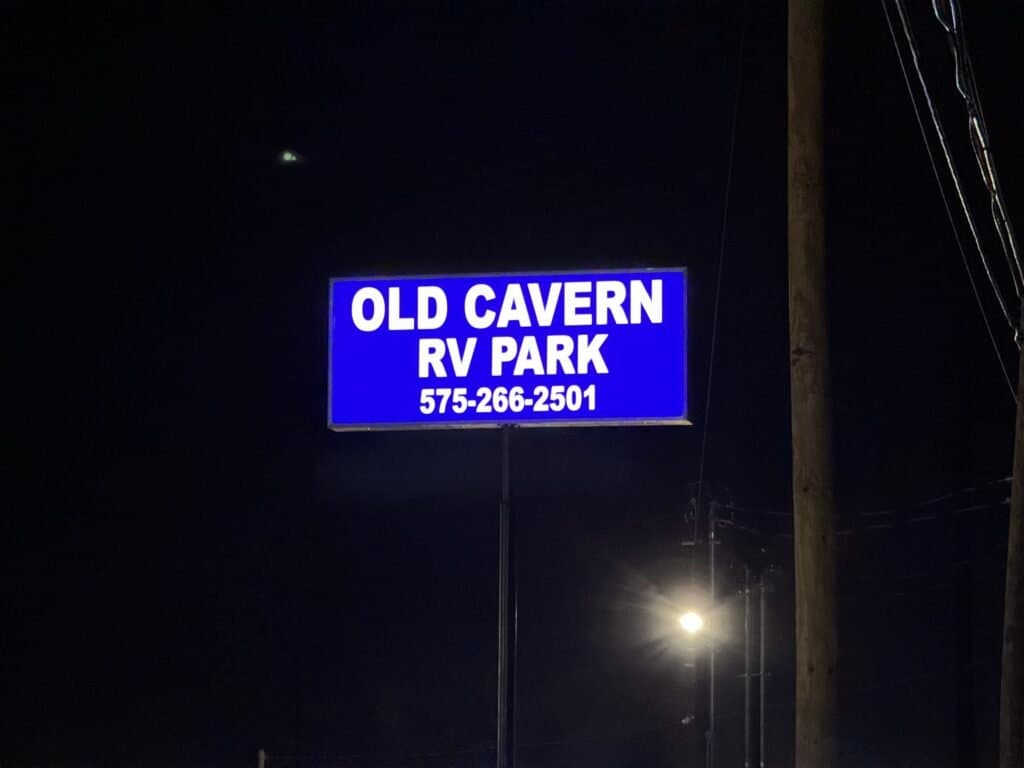 OLD CAVERN
RV PARK
575-266-2501